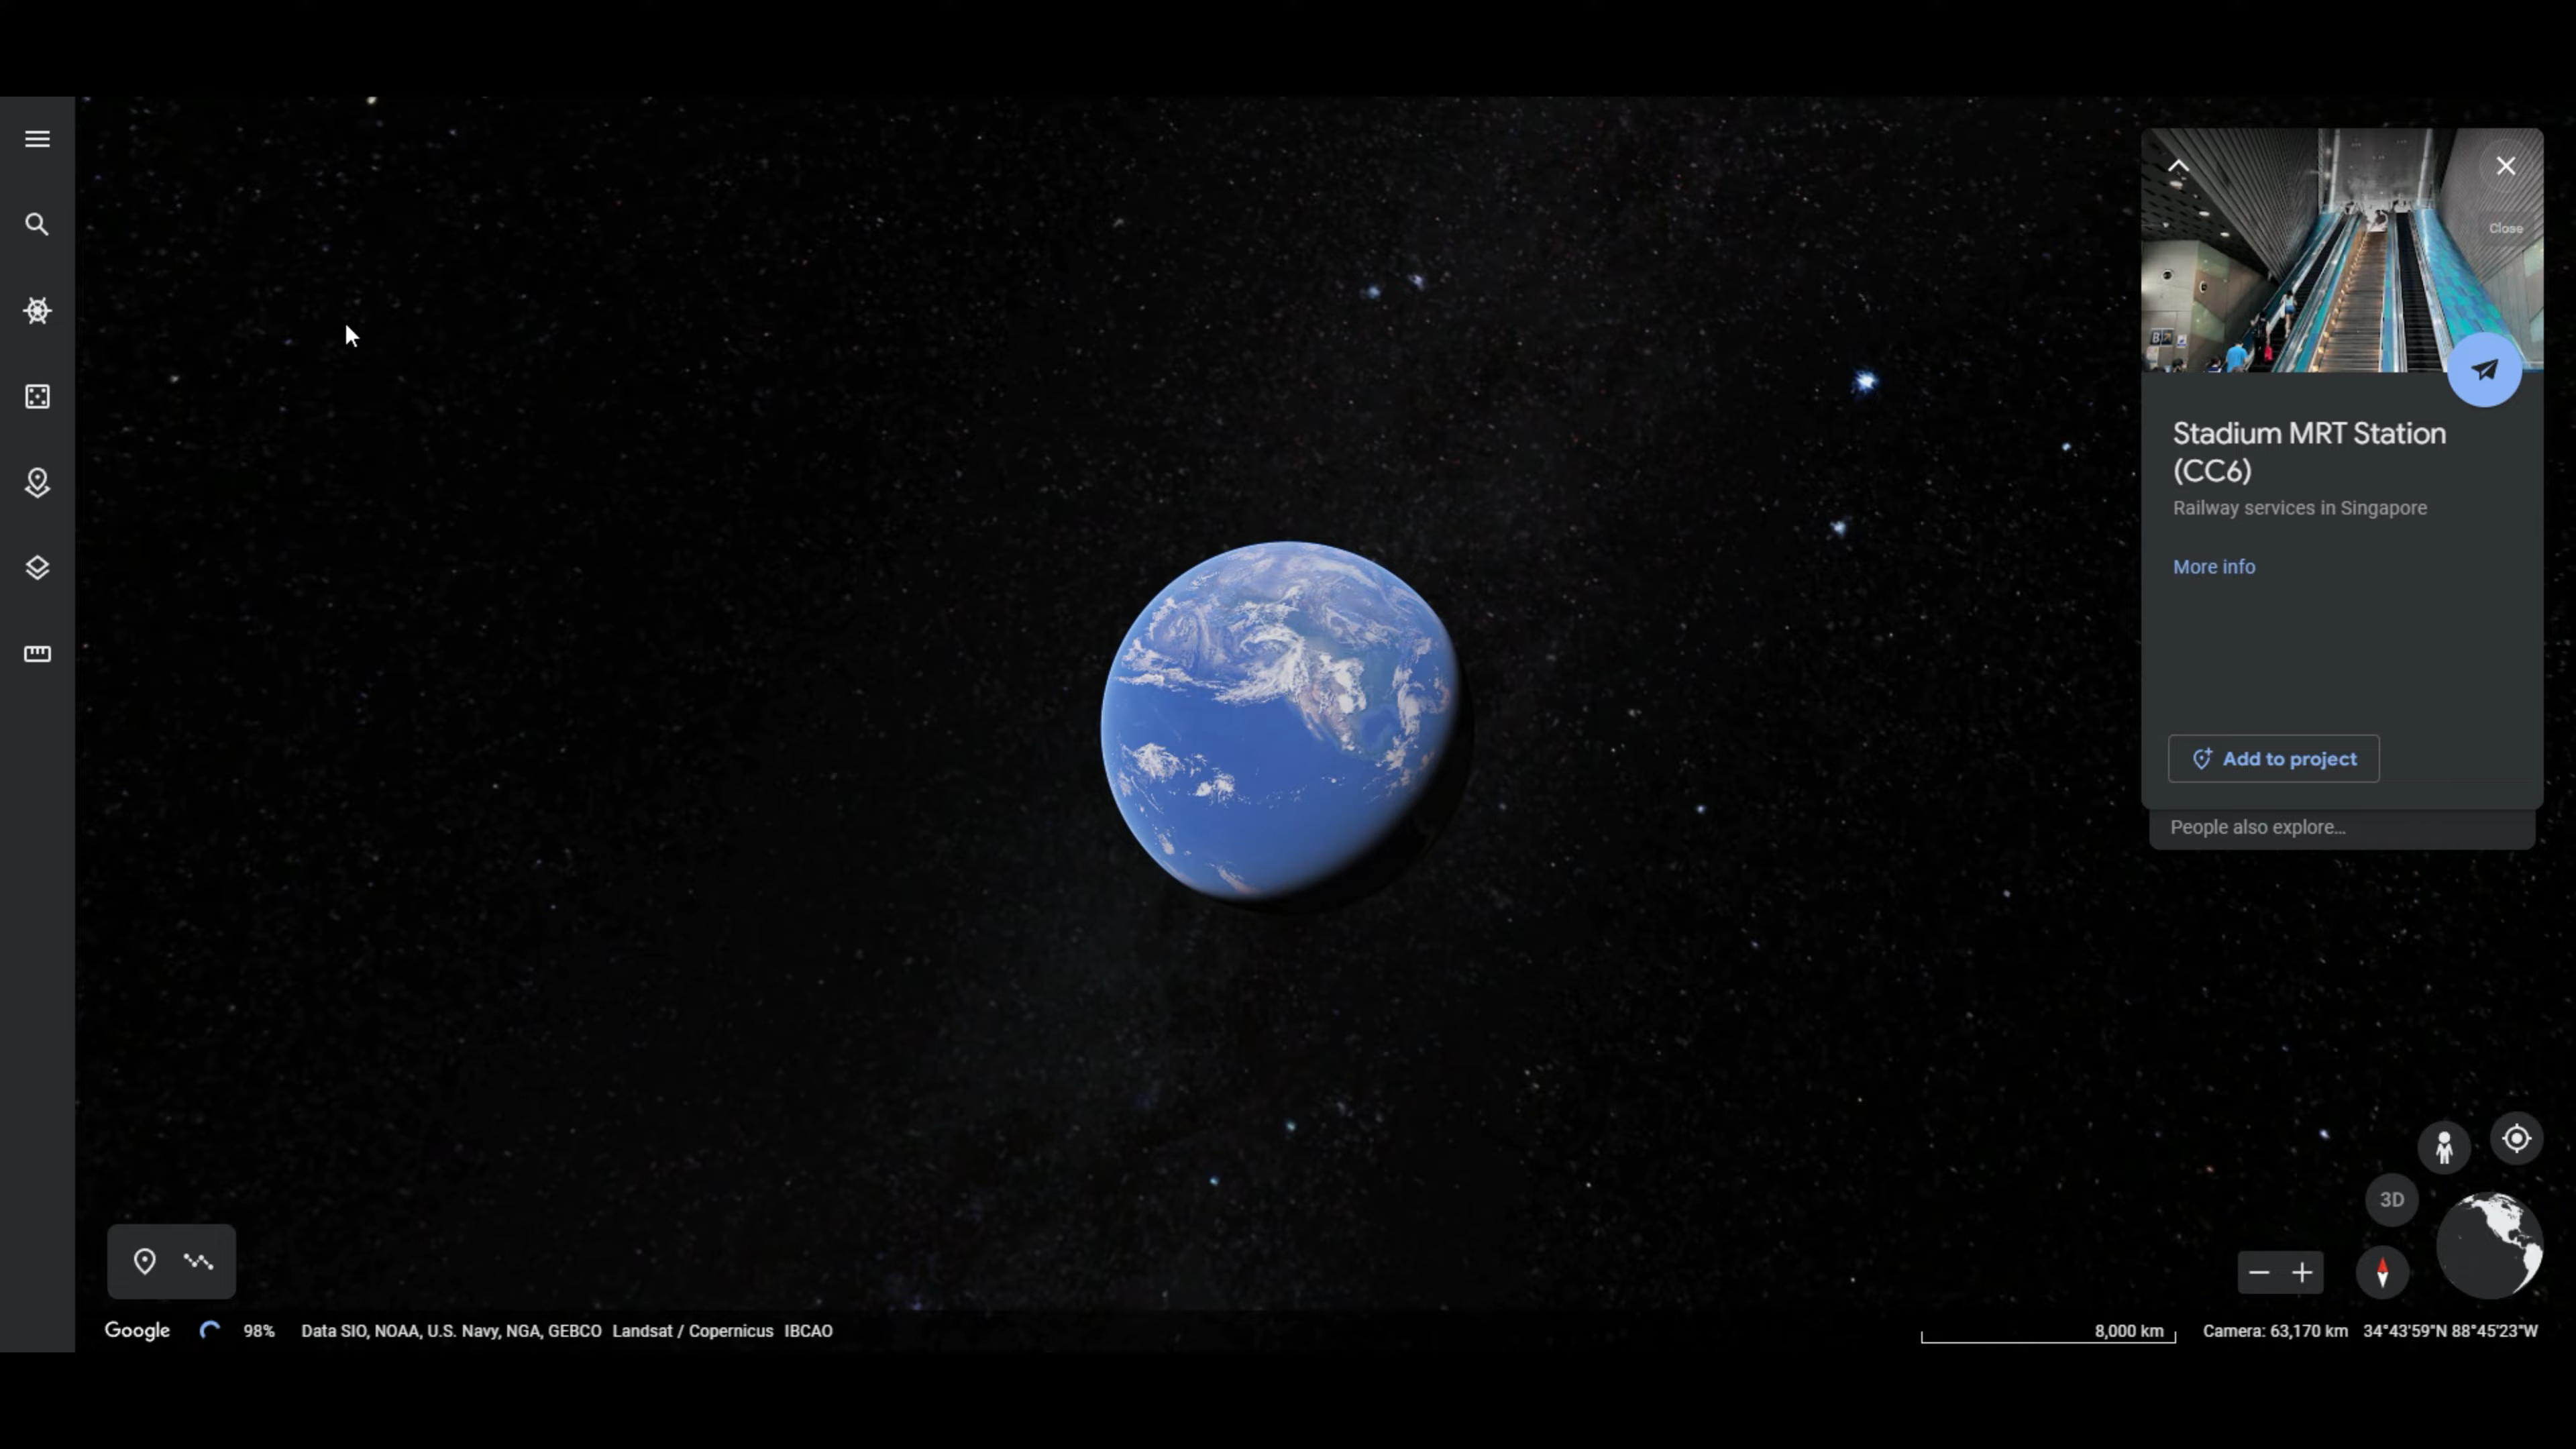 Close
Stadium MRT Station
(CC6)
Railway services in Singapore
More info
Add to project
People also explore...
3D
Google 98% Data SIO, NOAA, U.S. Navy, NGA, GEBCO Landsat / Copernicus IBCAO
8,000 km Camera: 63,170 km 34°43'59"N 88°45'23"W